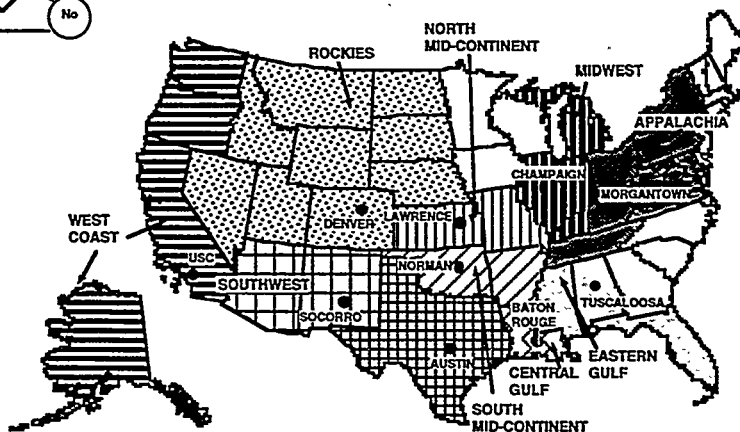 No
NORTH
MID-CONTINENT
ROCKIES
MIDWEST
APPALACHIA
CHAMPAIGN
MORGANTOWN
LAWRENCE
DENVER
WEST
COAST
USC
NORMAN
SOUTHWEST
SOCORRO
TUSCALOOSA
BATON
ROUGE
AUSTIN
EASTERN
GULF
CENTRAL
GULF
SOUTH
MID-CONTINENT